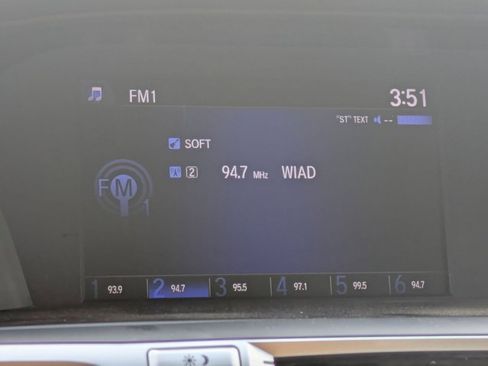 FM1 3:51
"ST" TEXT --
SOFT
FM 1
2 94.7 MHz WIAD
1 93.9 2 94.7 3 95.5 4 97.1 5 99.5 6 94.7